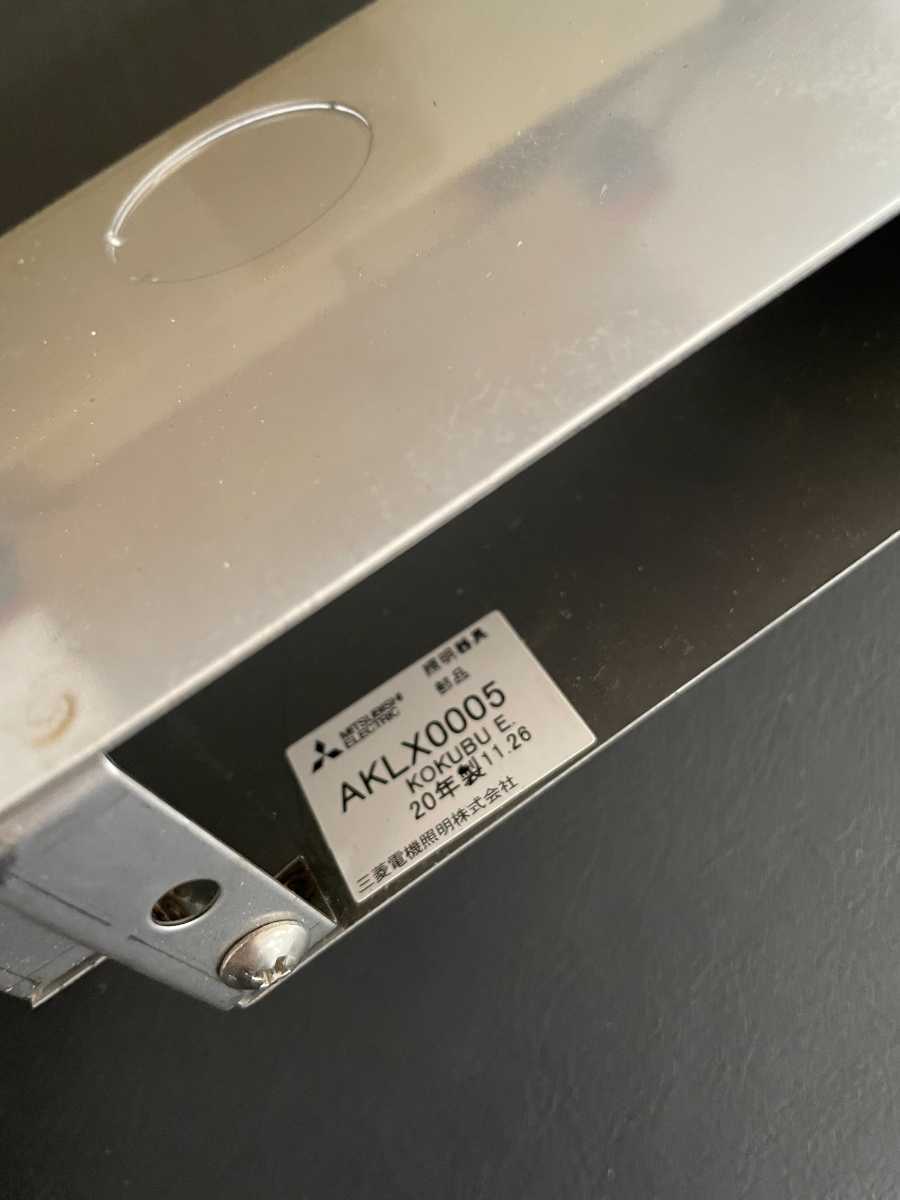 MITSUBISHI
ELECTRIC
照明器具
部品
AKLX0005
KOKUBU E.
20年製11.26
三菱電機照明株式会社